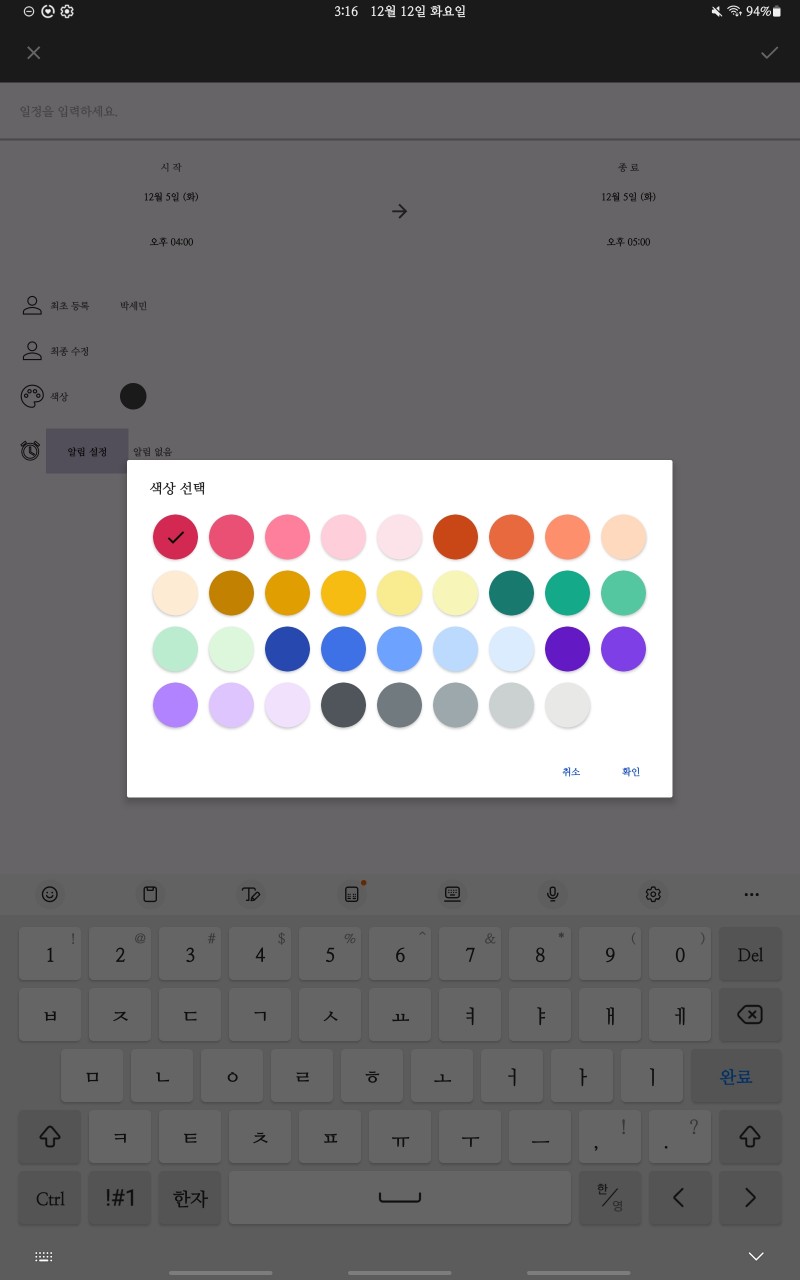 3:16 12월 12일 화요일 94%
일정을 입력하세요.
시작 종료
12월 5일 (화) 12월 5일 (화)
오후 04:00 오후 05:00
최초 등록 박세민
최종 수정
색상
알림 설정 알림 없음
색상 선택
취소 확인
! @ # $ % ^ & * ( )
1 2 3 4 5 6 7 8 9 0 Del
ㅂ ㅈ ㄷ ㄱ ㅅ ㅛ ㅕ ㅑ ㅐ ㅔ
ㅁ ㄴ ㅇ ㄹ ㅎ ㅗ ㅓ ㅏ ㅣ 완료
ㅋ ㅌ ㅊ ㅍ ㅠ ㅜ ㅡ , ! . ?
Ctrl !#1 한자 한/영